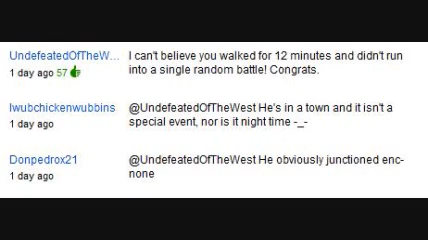 UndefeatedOfTheW... I can't believe you walked for 12 minutes and didn't run
1 day ago 57 into a single random battle! Congrats.
Iwubchickenwubbins @UndefeatedOfTheWest He's in a town and it isn't a
1 day ago special event, nor is it night time -_-
Donpedrox21 @UndefeatedOfTheWest He obviously junctioned enc-
1 day ago none